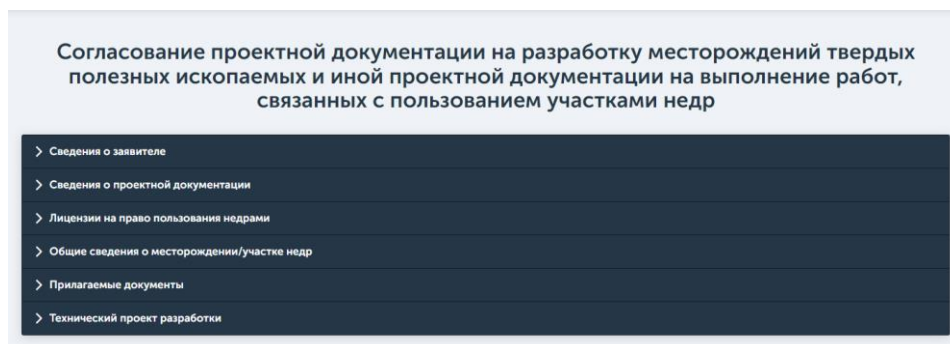 Согласование проектной документации на разработку месторождений твердых
полезных ископаемых и иной проектной документации на выполнение работ,
связанных с пользованием участками недр
Сведения о заявителе
Сведения о проектной документации
Лицензии на право пользования недрами
Общие сведения о месторождении/участке недр
Прилагаемые документы
Технический проект разработки